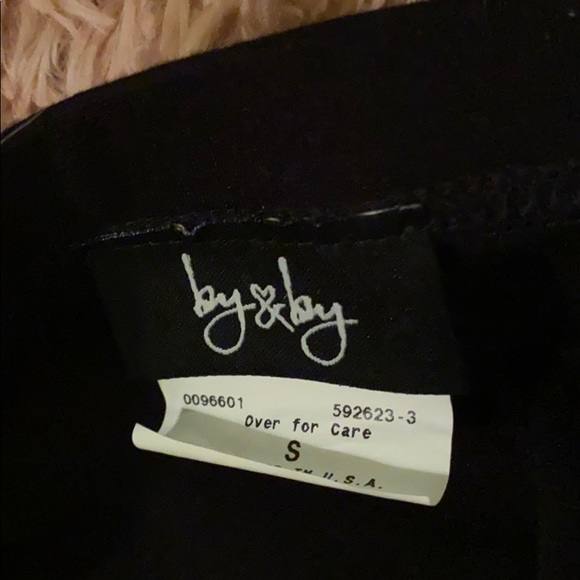 by&by
0096601 592623-3
Over for Care
S
U.S.A.